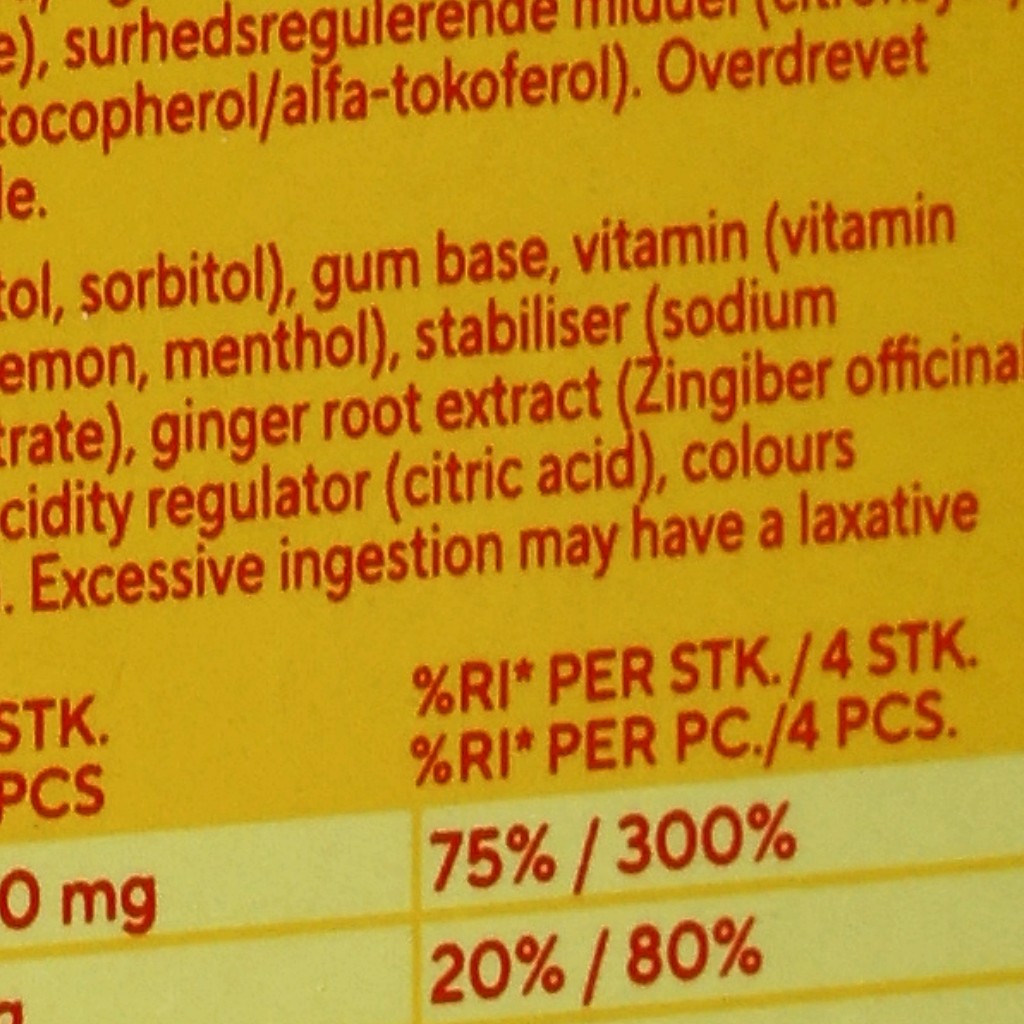 e), surhedsregulerende middel
tocopherol/alfa-tokoferol). Overdrevet
le.
tol, sorbitol), gum base, vitamin (vitamin
emon, menthol), stabiliser (sodium
trate), ginger root extract (Zingiber officinal
cidity regulator (citric acid), colours
. Excessive ingestion may have a laxative
STK.
PCS
%RI* PER STK. / 4 STK.
%RI* PER PC./4 PCS.
0 mg
75% / 300%
g
20% / 80%